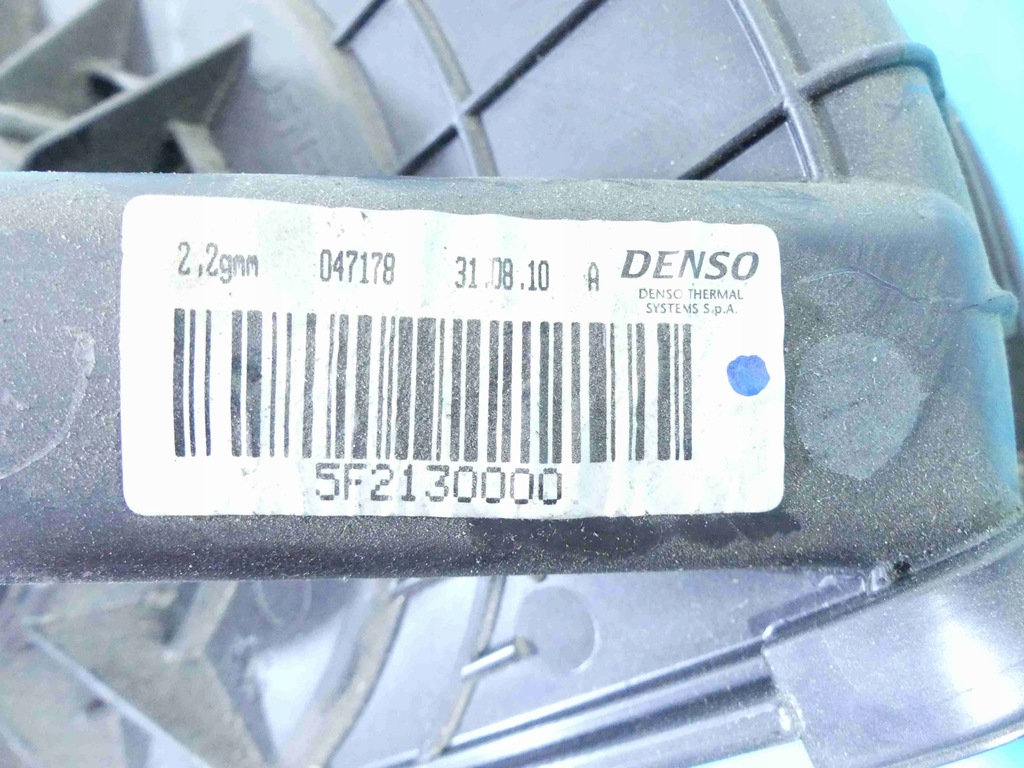 2,2gmm 047178 31.08.10 A DENSO
DENSO THERMAL
SYSTEMS S.p.A.
5F2130000